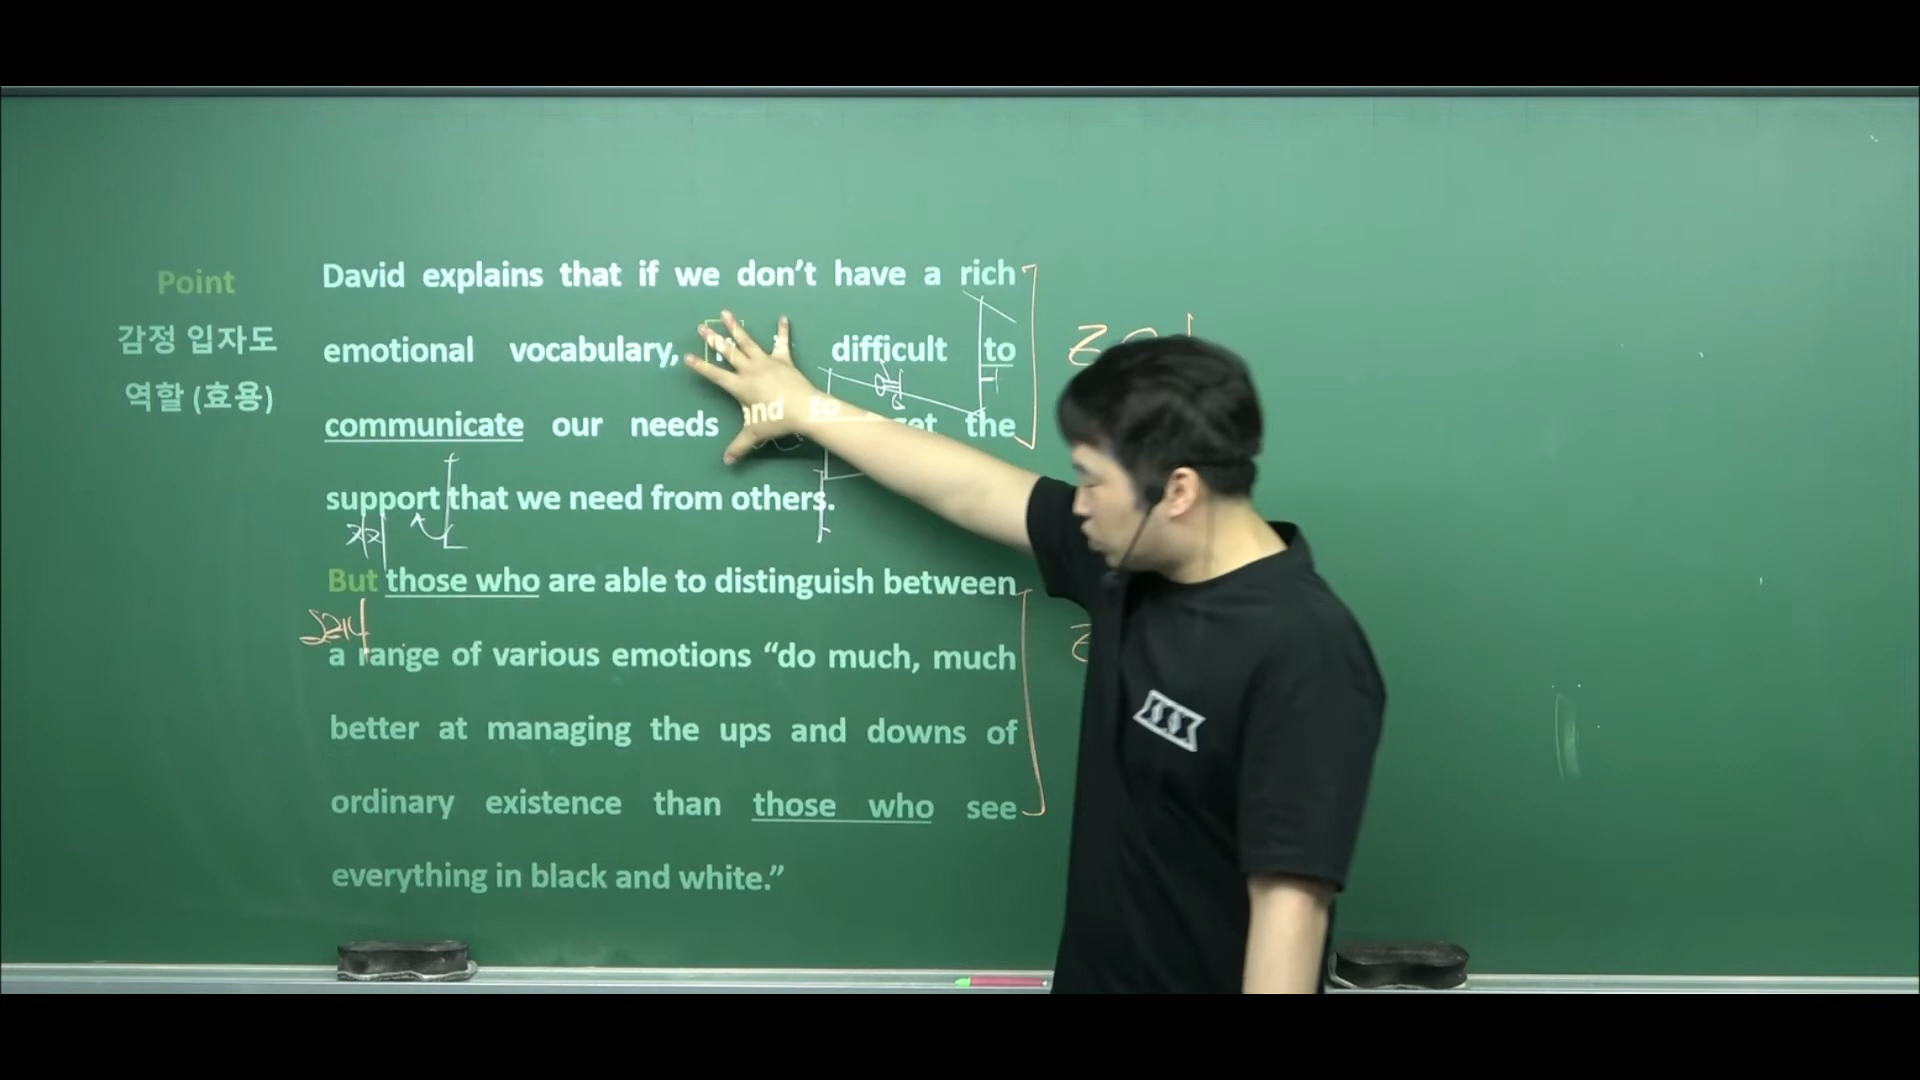 Point
감정 입자도
역할 (효용)
David explains that if we don’t have a rich
emotional vocabulary, difficult to
communicate our needs and to get the
support that we need from others.
But those who are able to distinguish between
a range of various emotions “do much, much
better at managing the ups and downs of
ordinary existence than those who see
everything in black and white.”